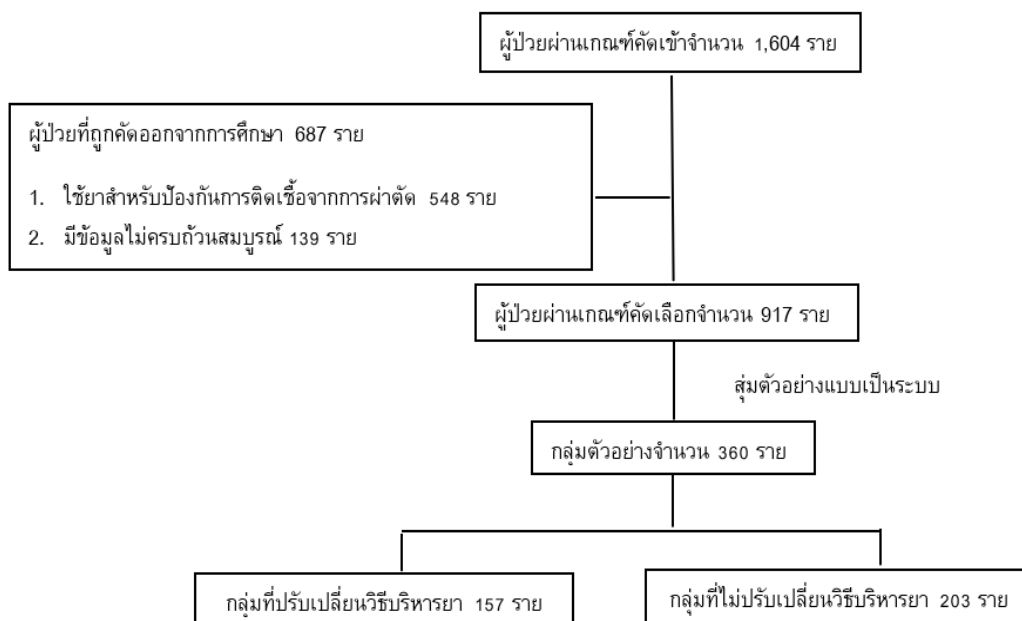 ผู้ป่วยผ่านเกณฑ์คัดเข้าจำนวน 1,604 ราย
ผู้ป่วยที่ถูกคัดออกจากการศึกษา 687 ราย
1. ใช้ยาสำหรับป้องกันการติดเชื้อจากการผ่าตัด 548 ราย
2. มีข้อมูลไม่ครบถ้วนสมบูรณ์ 139 ราย
ผู้ป่วยผ่านเกณฑ์คัดเลือกจำนวน 917 ราย
สุ่มตัวอย่างแบบเป็นระบบ
กลุ่มตัวอย่างจำนวน 360 ราย
กลุ่มที่ปรับเปลี่ยนวิธีบริหารยา 157 ราย
กลุ่มที่ไม่ปรับเปลี่ยนวิธีบริหารยา 203 ราย